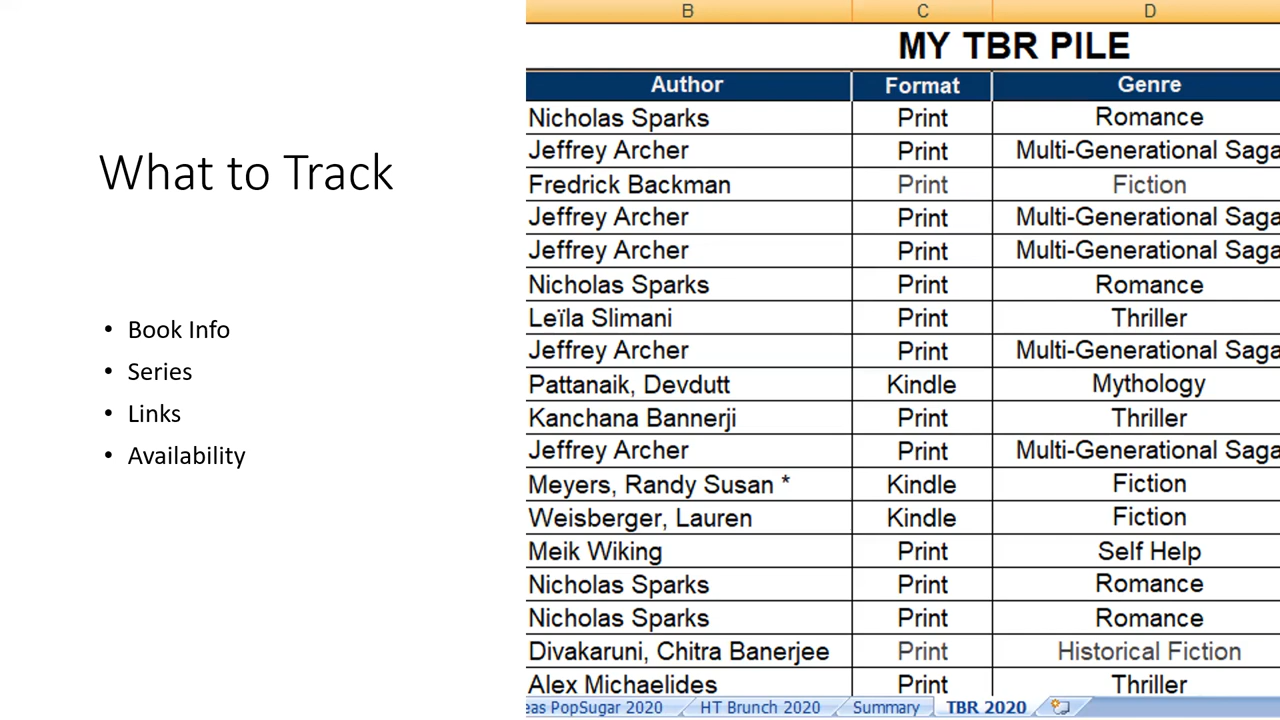 What to Track
• Book Info
• Series
• Links
• Availability
B C D
MY TBR PILE
Author Format Genre
Nicholas Sparks Print Romance
Jeffrey Archer Print Multi-Generational Saga
Fredrick Backman Print Fiction
Jeffrey Archer Print Multi-Generational Saga
Jeffrey Archer Print Multi-Generational Saga
Nicholas Sparks Print Romance
Leïla Slimani Print Thriller
Jeffrey Archer Print Multi-Generational Saga
Pattanaik, Devdutt Kindle Mythology
Kanchana Bannerji Print Thriller
Jeffrey Archer Print Multi-Generational Saga
Meyers, Randy Susan * Kindle Fiction
Weisberger, Lauren Kindle Fiction
Meik Wiking Print Self Help
Nicholas Sparks Print Romance
Nicholas Sparks Print Romance
Divakaruni, Chitra Banerjee Print Historical Fiction
Alex Michaelides Print Thriller
eas PopSugar 2020 HT Brunch 2020 Summary TBR 2020